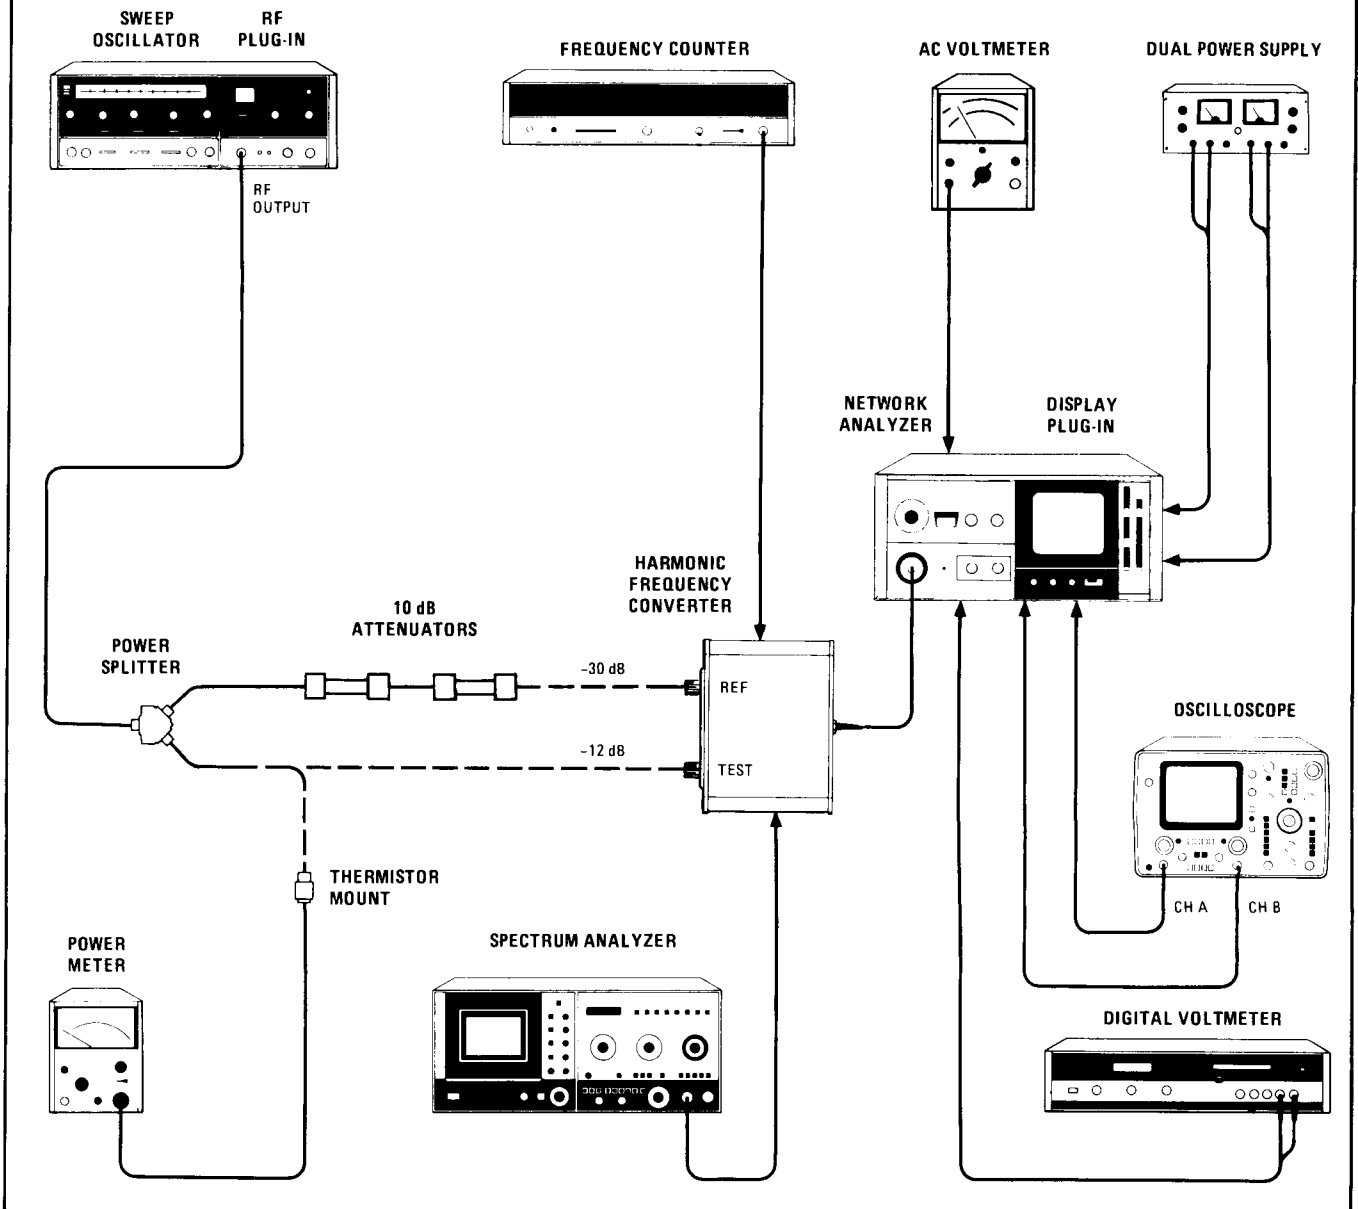 SWEEP
OSCILLATOR
RF
PLUG-IN
FREQUENCY COUNTER
AC VOLTMETER
DUAL POWER SUPPLY
RF
OUTPUT
NETWORK
ANALYZER
DISPLAY
PLUG-IN
HARMONIC
FREQUENCY
CONVERTER
10 dB
ATTENUATORS
POWER
SPLITTER
-30 dB
REF
-12 dB
TEST
OSCILLOSCOPE
THERMISTOR
MOUNT
CH A
CH B
POWER
METER
SPECTRUM ANALYZER
DIGITAL VOLTMETER